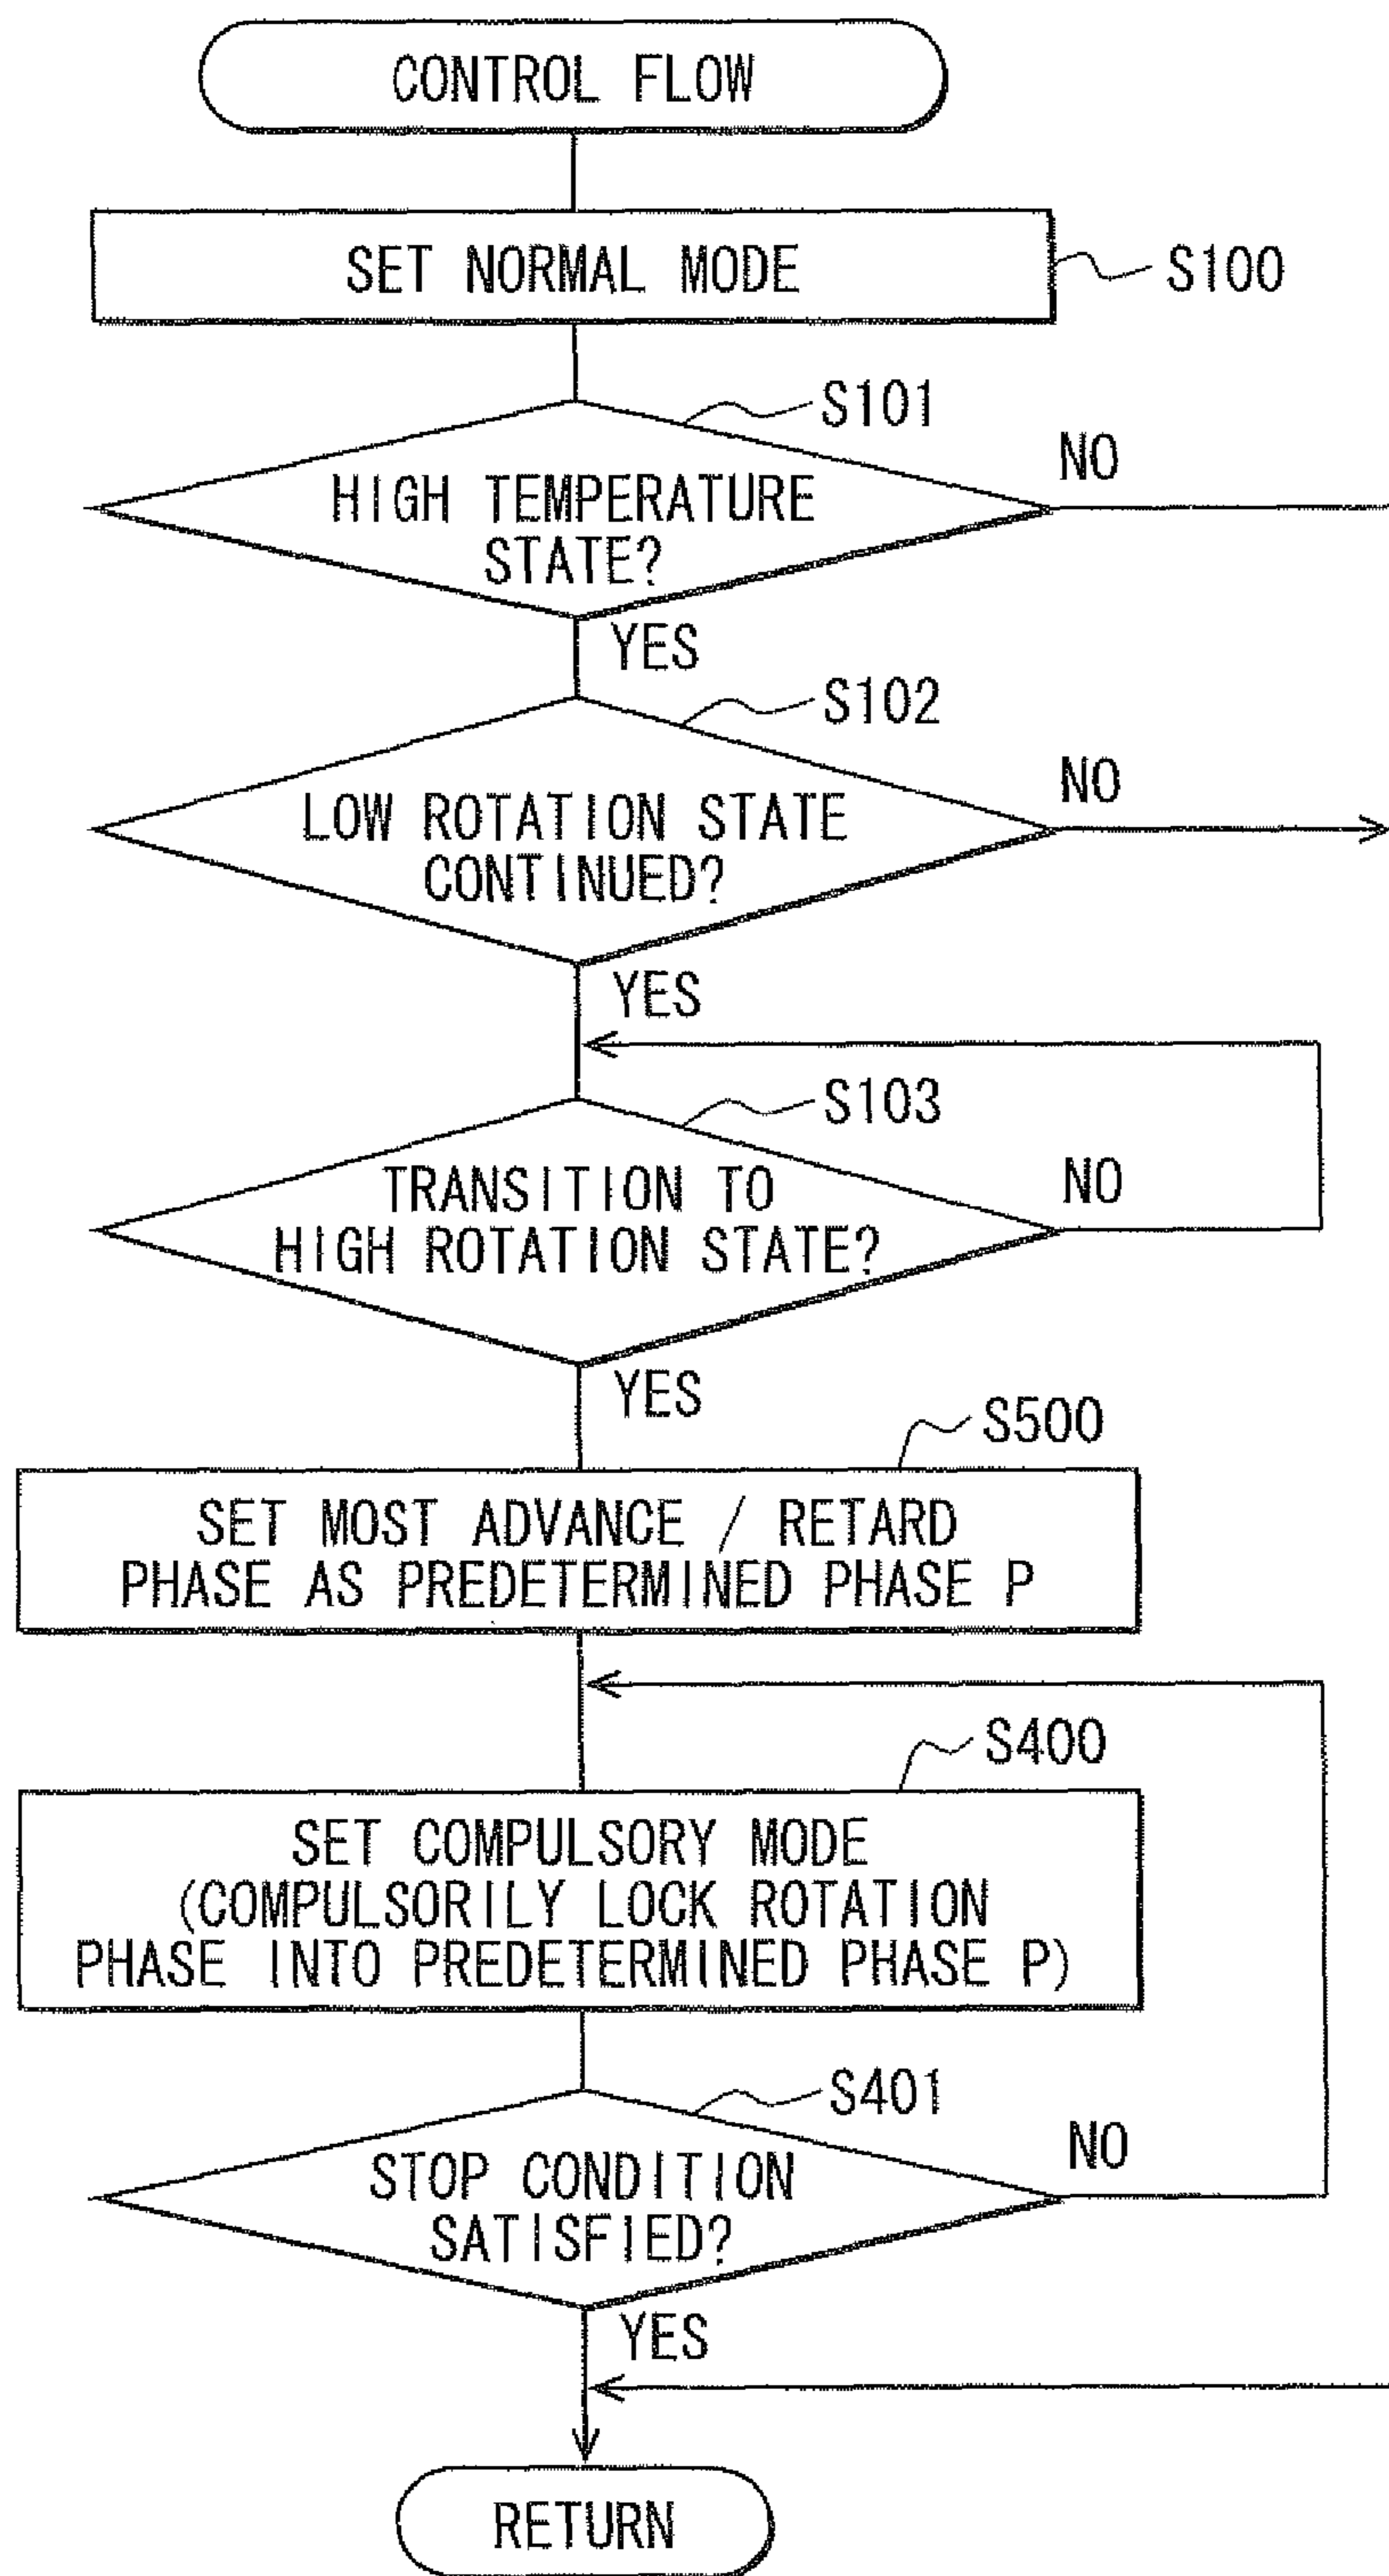 CONTROL FLOW
SET NORMAL MODE
S100
S101
HIGH TEMPERATURE
STATE?
NO
YES
S102
LOW ROTATION STATE
CONTINUED?
NO
YES
S103
TRANSITION TO
HIGH ROTATION STATE?
NO
YES
S500
SET MOST ADVANCE / RETARD
PHASE AS PREDETERMINED PHASE P
S400
SET COMPULSORY MODE
(COMPULSORILY LOCK ROTATION
PHASE INTO PREDETERMINED PHASE P)
S401
STOP CONDITION
SATISFIED?
NO
YES
RETURN